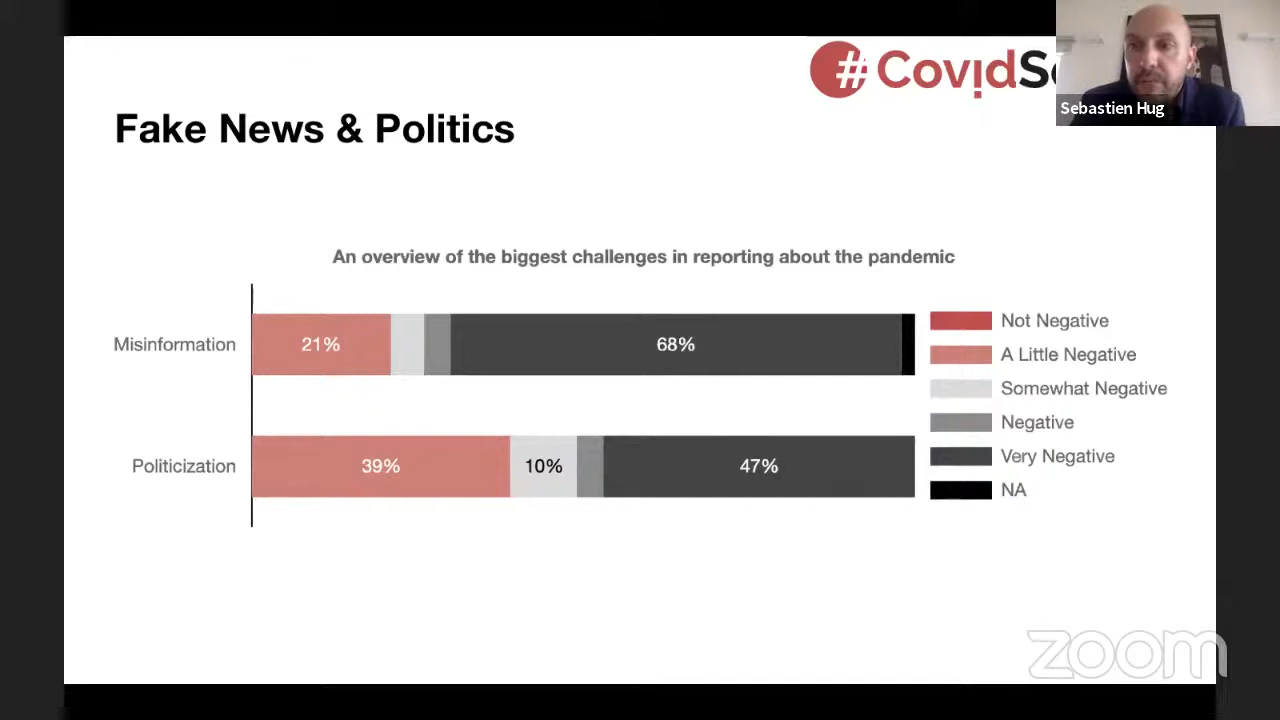 #CovidSc
Sebastien Hug
Fake News & Politics
An overview of the biggest challenges in reporting about the pandemic
Misinformation
21%
68%
Politicization
39%
10%
47%
Not Negative
A Little Negative
Somewhat Negative
Negative
Very Negative
NA
zoom